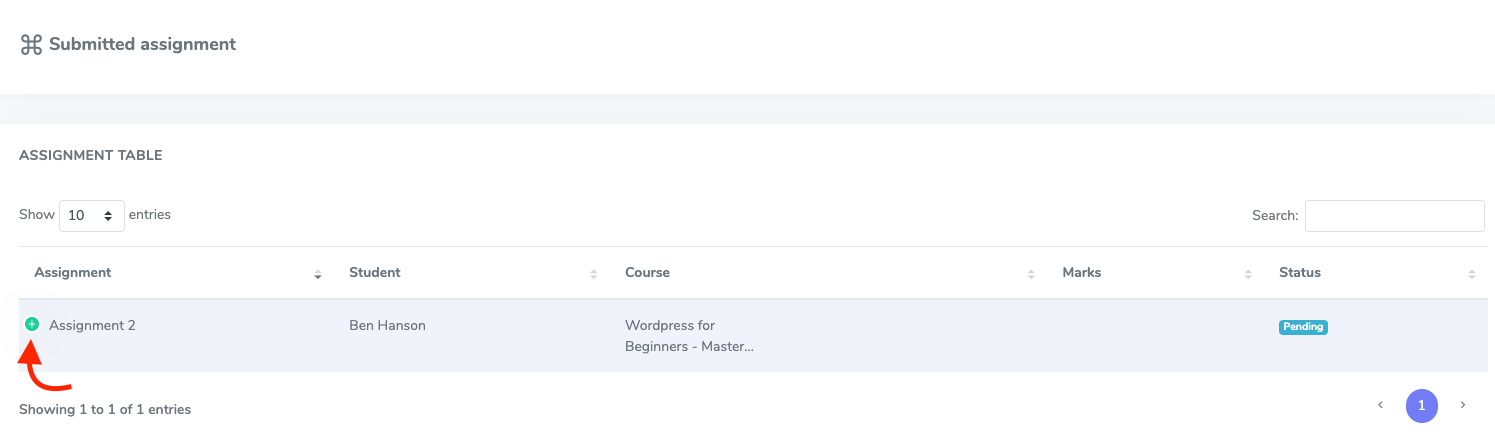 Submitted assignment
ASSIGNMENT TABLE
Show 10 entries
Search:
Assignment Student Course Marks Status
Assignment 2 Ben Hanson Wordpress for Pending
Beginners - Master...
Showing 1 to 1 of 1 entries
1